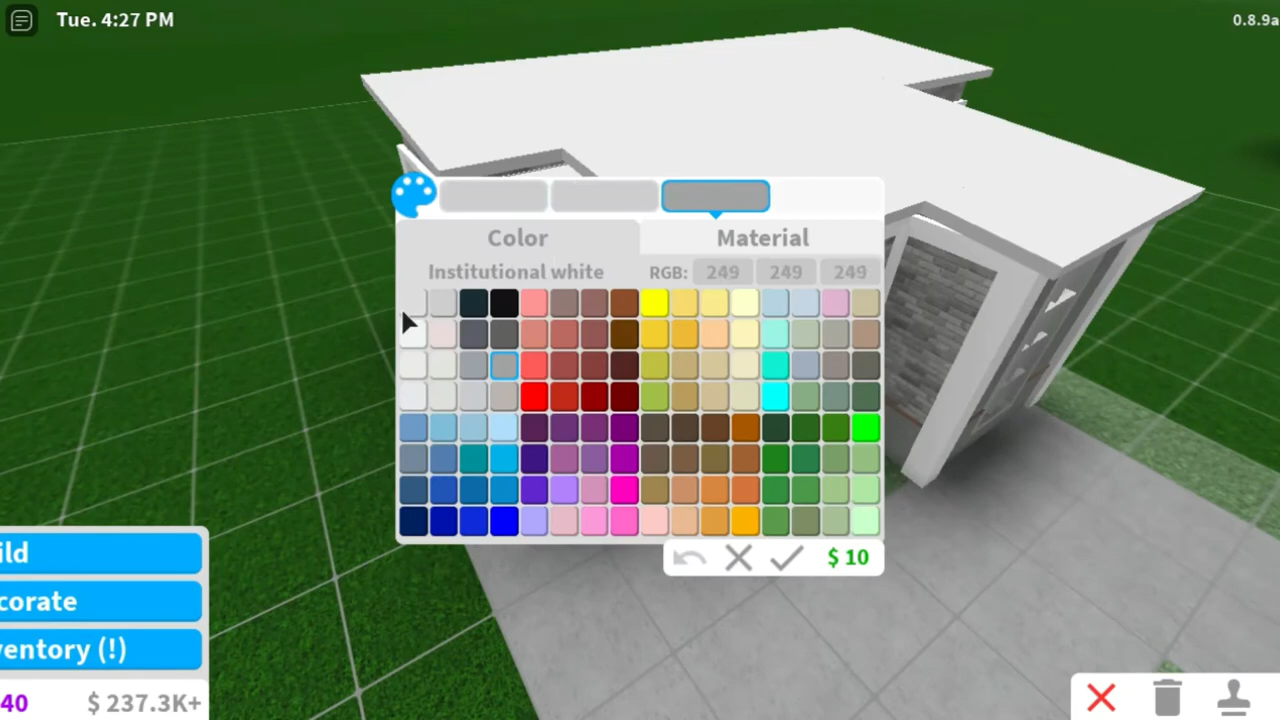 Tue. 4:27 PM
0.8.9a
Color
Material
Institutional white
RGB: 249 249 249
ild
corate
ventory (!)
40
$ 237.3K+
$ 10